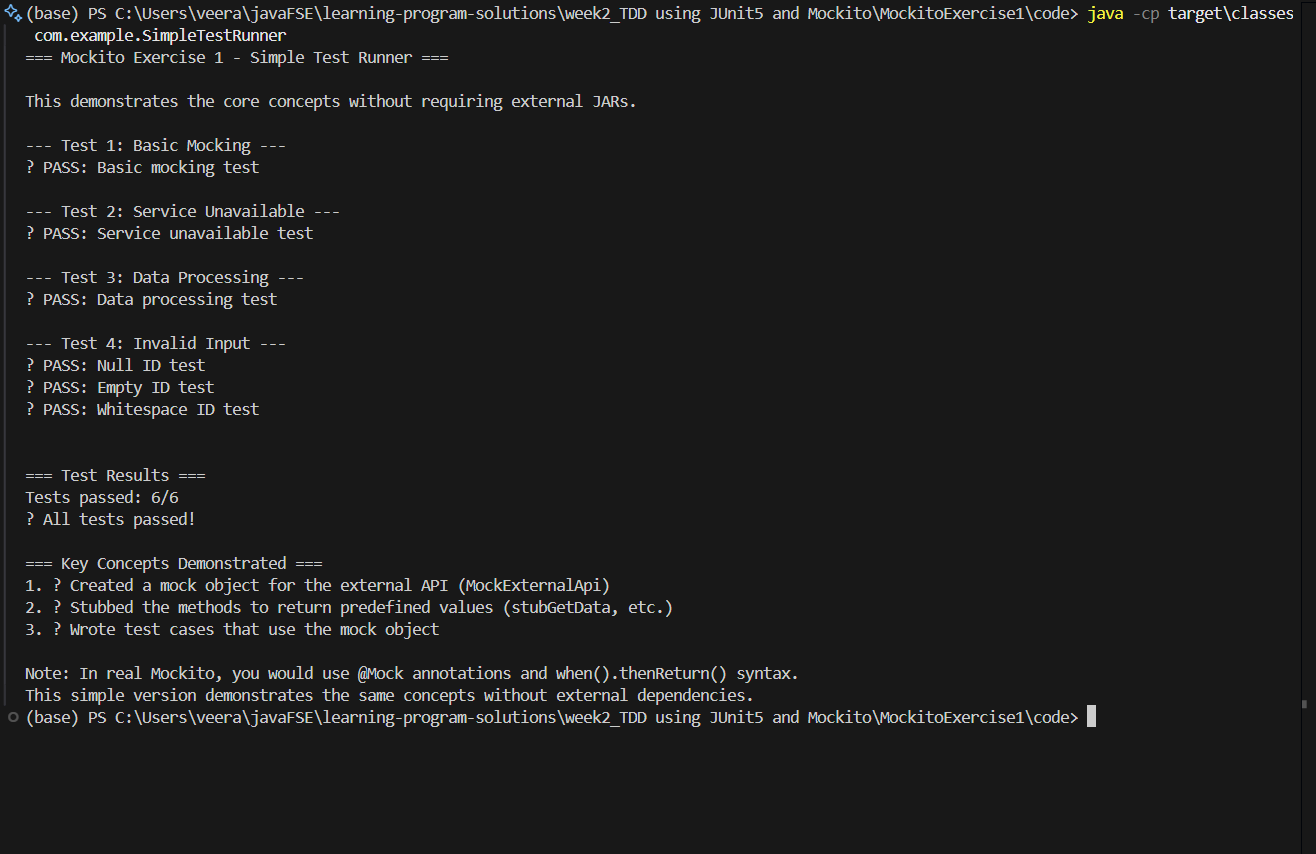 (base) PS C:\Users\veera\javaFSE\learning-program-solutions\week2_TDD using JUnit5 and Mockito\MockitoExercise1\code> java -cp target\classes
com.example.SimpleTestRunner
=== Mockito Exercise 1 - Simple Test Runner ===
This demonstrates the core concepts without requiring external JARs.
--- Test 1: Basic Mocking ---
? PASS: Basic mocking test
--- Test 2: Service Unavailable ---
? PASS: Service unavailable test
--- Test 3: Data Processing ---
? PASS: Data processing test
--- Test 4: Invalid Input ---
? PASS: Null ID test
? PASS: Empty ID test
? PASS: Whitespace ID test
=== Test Results ===
Tests passed: 6/6
? All tests passed!
=== Key Concepts Demonstrated ===
1. ? Created a mock object for the external API (MockExternalApi)
2. ? Stubbed the methods to return predefined values (stubGetData, etc.)
3. ? Wrote test cases that use the mock object
Note: In real Mockito, you would use @Mock annotations and when().thenReturn() syntax.
This simple version demonstrates the same concepts without external dependencies.
(base) PS C:\Users\veera\javaFSE\learning-program-solutions\week2_TDD using JUnit5 and Mockito\MockitoExercise1\code>